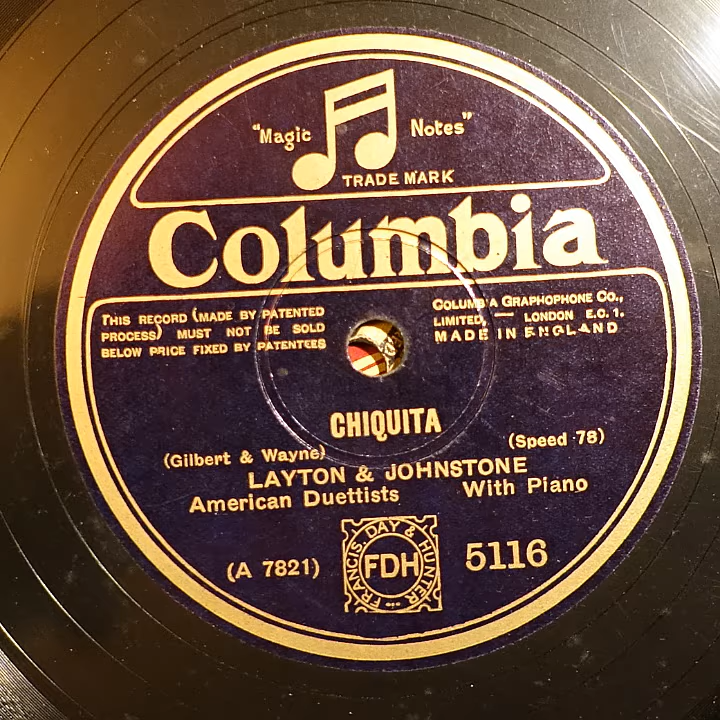 "Magic Notes"
TRADE MARK
Columbia
THIS RECORD (MADE BY PATENTED
PROCESS) MUST NOT BE SOLD
BELOW PRICE FIXED BY PATENTEES
COLUMBIA GRAPHOPHONE CO.,
LIMITED, — LONDON E.C.1.
MADE IN ENGLAND
CHIQUITA
(Gilbert & Wayne)
(Speed 78)
LAYTON & JOHNSTONE
American Duettists
With Piano
(A 7821)
FRANCIS, DAY & HUNTER
FDH
5116